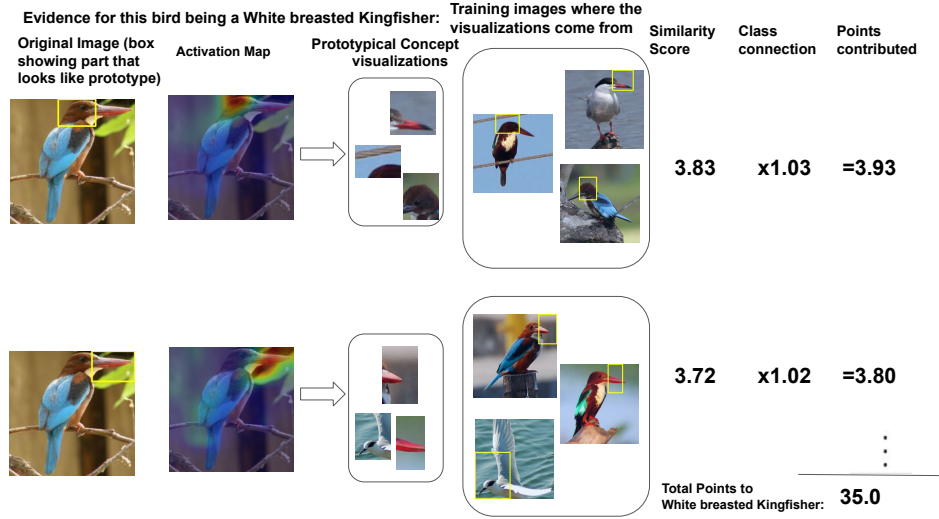 Evidence for this bird being a White breasted Kingfisher:
Original Image (box
showing part that
looks like prototype)
Activation Map
Prototypical Concept
visualizations
Training images where the
visualizations come from
Similarity
Score
Class
connection
Points
contributed
3.83
x1.03
=3.93
3.72
x1.02
=3.80
Total Points to
White breasted Kingfisher:
35.0